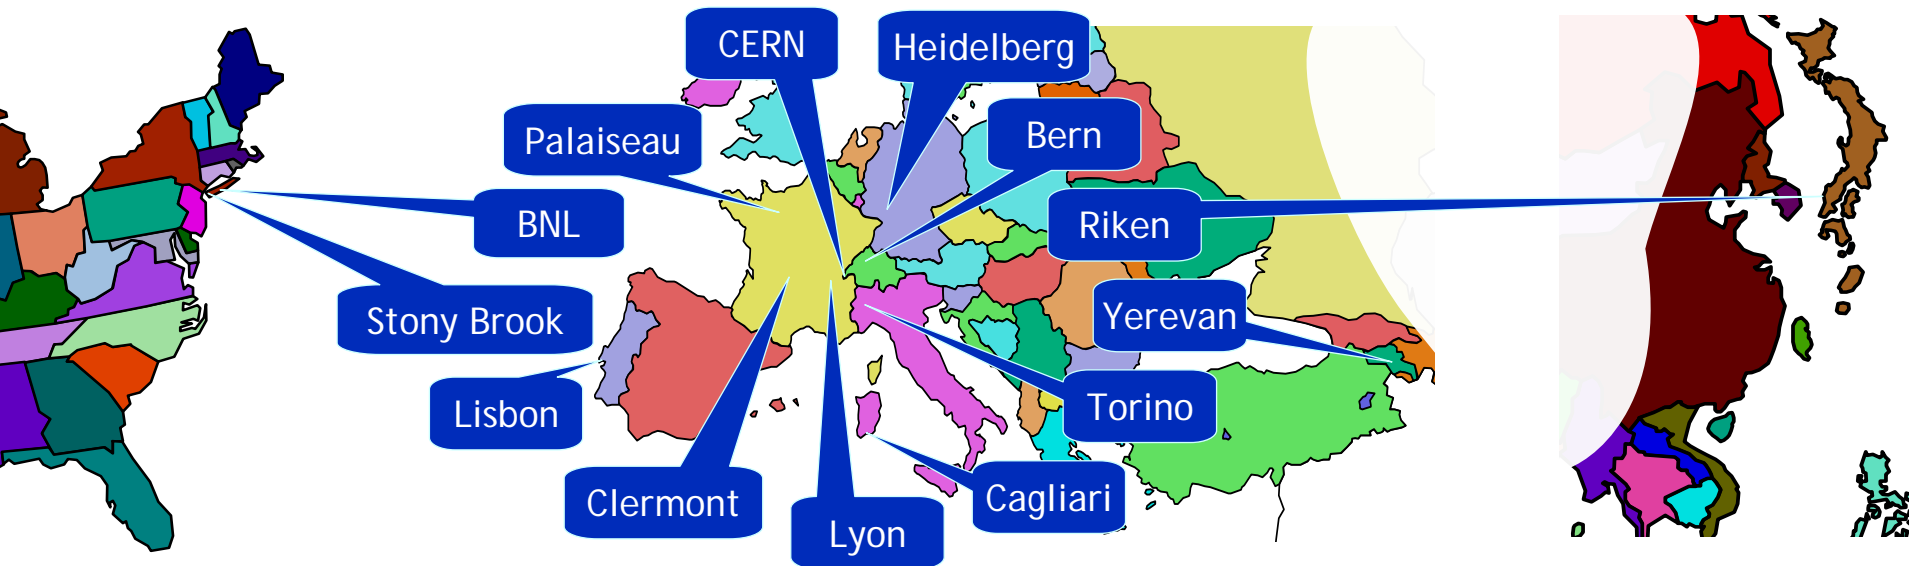 CERN
Heidelberg
Palaiseau
Bern
BNL
Riken
Stony Brook
Yerevan
Lisbon
Torino
Clermont
Cagliari
Lyon